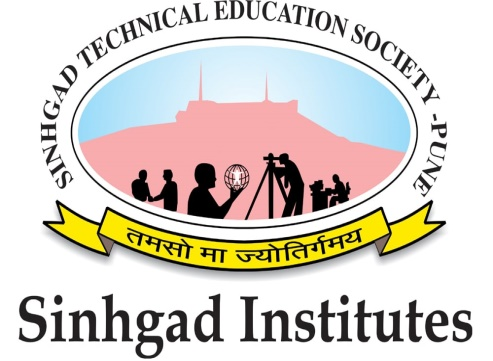 SINHGAD TECHNICAL EDUCATION SOCIETY - PUNE
तमसो मा ज्योतिर्गमय
Sinhgad Institutes